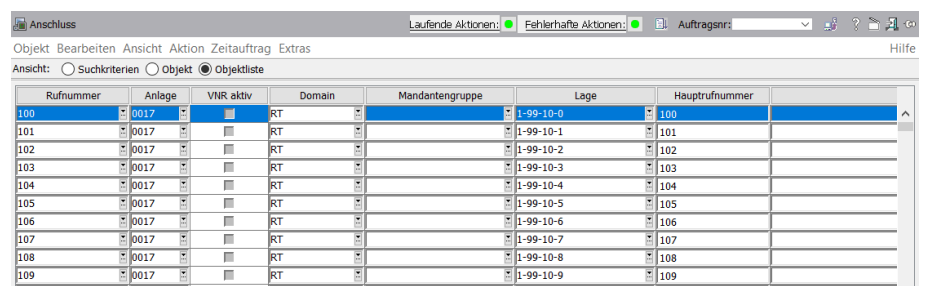 Anschluss Laufende Aktionen: Fehlerhafte Aktionen: Auftragsnr:
Objekt Bearbeiten Ansicht Aktion Zeitauftrag Extras Hilfe
Ansicht: Suchkriterien Objekt Objektliste
Rufnummer Anlage VNR aktiv Domain Mandantengruppe Lage Hauptrufnummer
100 0017 RT 1-99-10-0 100
101 0017 RT 1-99-10-1 101
102 0017 RT 1-99-10-2 102
103 0017 RT 1-99-10-3 103
104 0017 RT 1-99-10-4 104
105 0017 RT 1-99-10-5 105
106 0017 RT 1-99-10-6 106
107 0017 RT 1-99-10-7 107
108 0017 RT 1-99-10-8 108
109 0017 RT 1-99-10-9 109